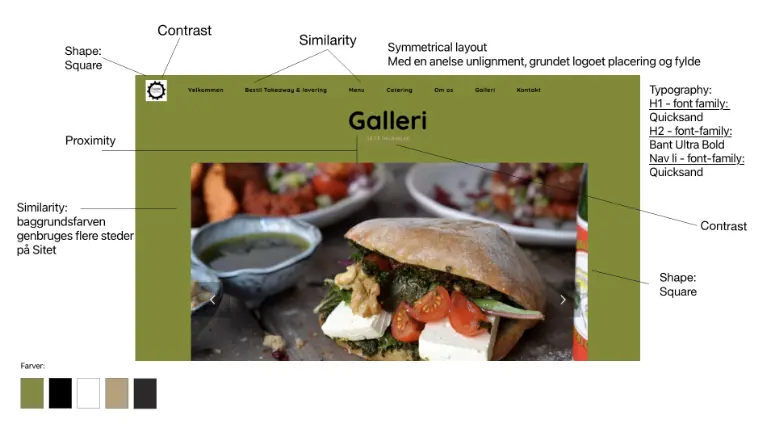 Contrast
Shape:
Square
Similarity
Symmetrical layout
Med en anelse unlignment, grundet logoet placering og fylde
Velkommen
Bestil Takeaway & levering
Menu
Catering
Om os
Galleri
Kontakt
Typography:
H1 - font family:
Quicksand
H2 - font-family:
Bant Ultra Bold
Nav li - font-family:
Quicksand
Galleri
Proximity
Similarity:
baggrundsfarven
genbruges flere steder
på Sitet
Contrast
Shape:
Square
Farver: